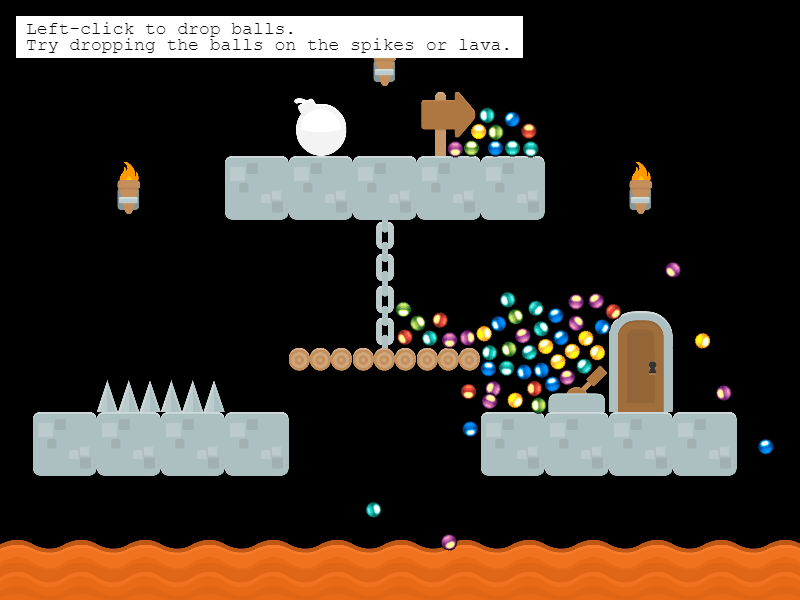 Left-click to drop balls.
Try dropping the balls on the spikes or lava.